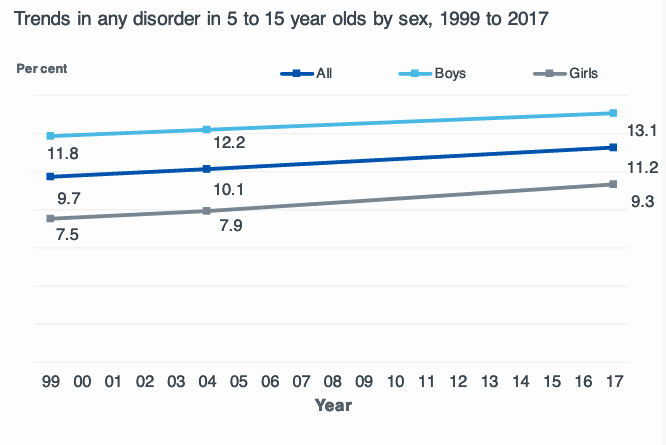 Trends in any disorder in 5 to 15 year olds by sex, 1999 to 2017
Per cent
All Boys Girls
13.1
12.2
11.8
11.2
10.1
9.7
9.3
7.9
7.5
99 00 01 02 03 04 05 06 07 08 09 10 11 12 13 14 15 16 17
Year